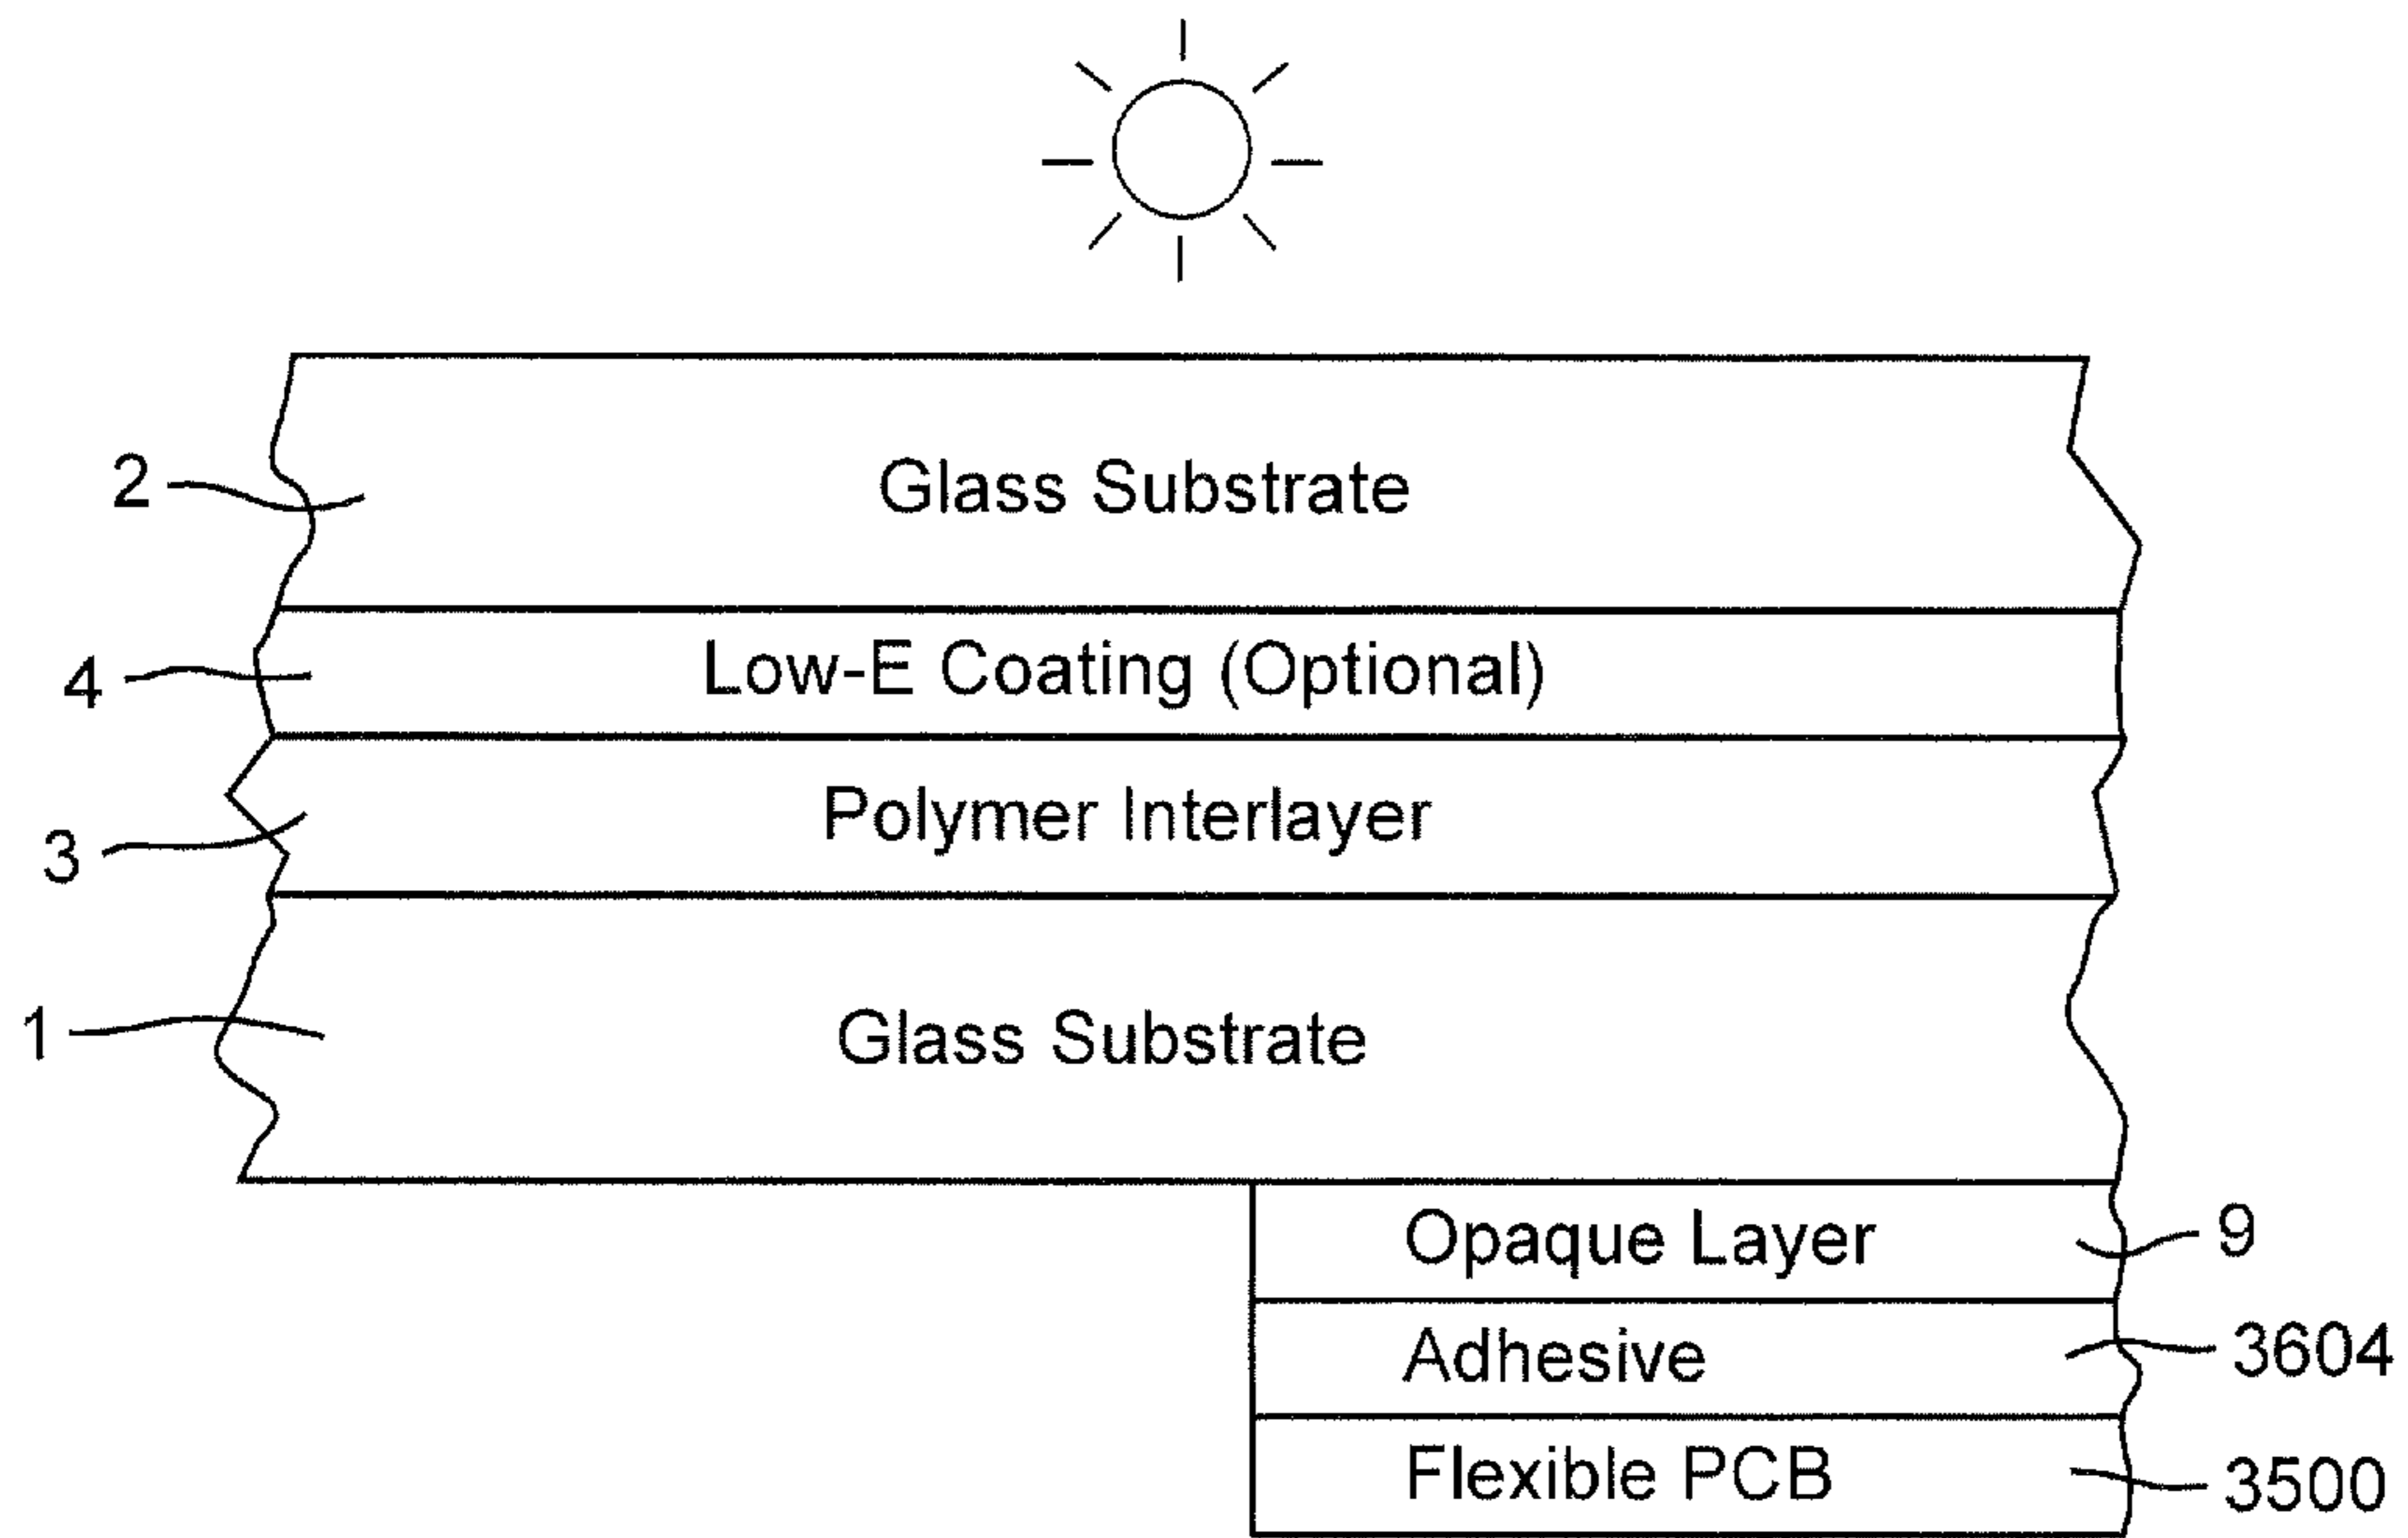 2
Glass Substrate
4
Low-E Coating (Optional)
3
Polymer Interlayer
1
Glass Substrate
Opaque Layer
9
Adhesive
3604
Flexible PCB
3500